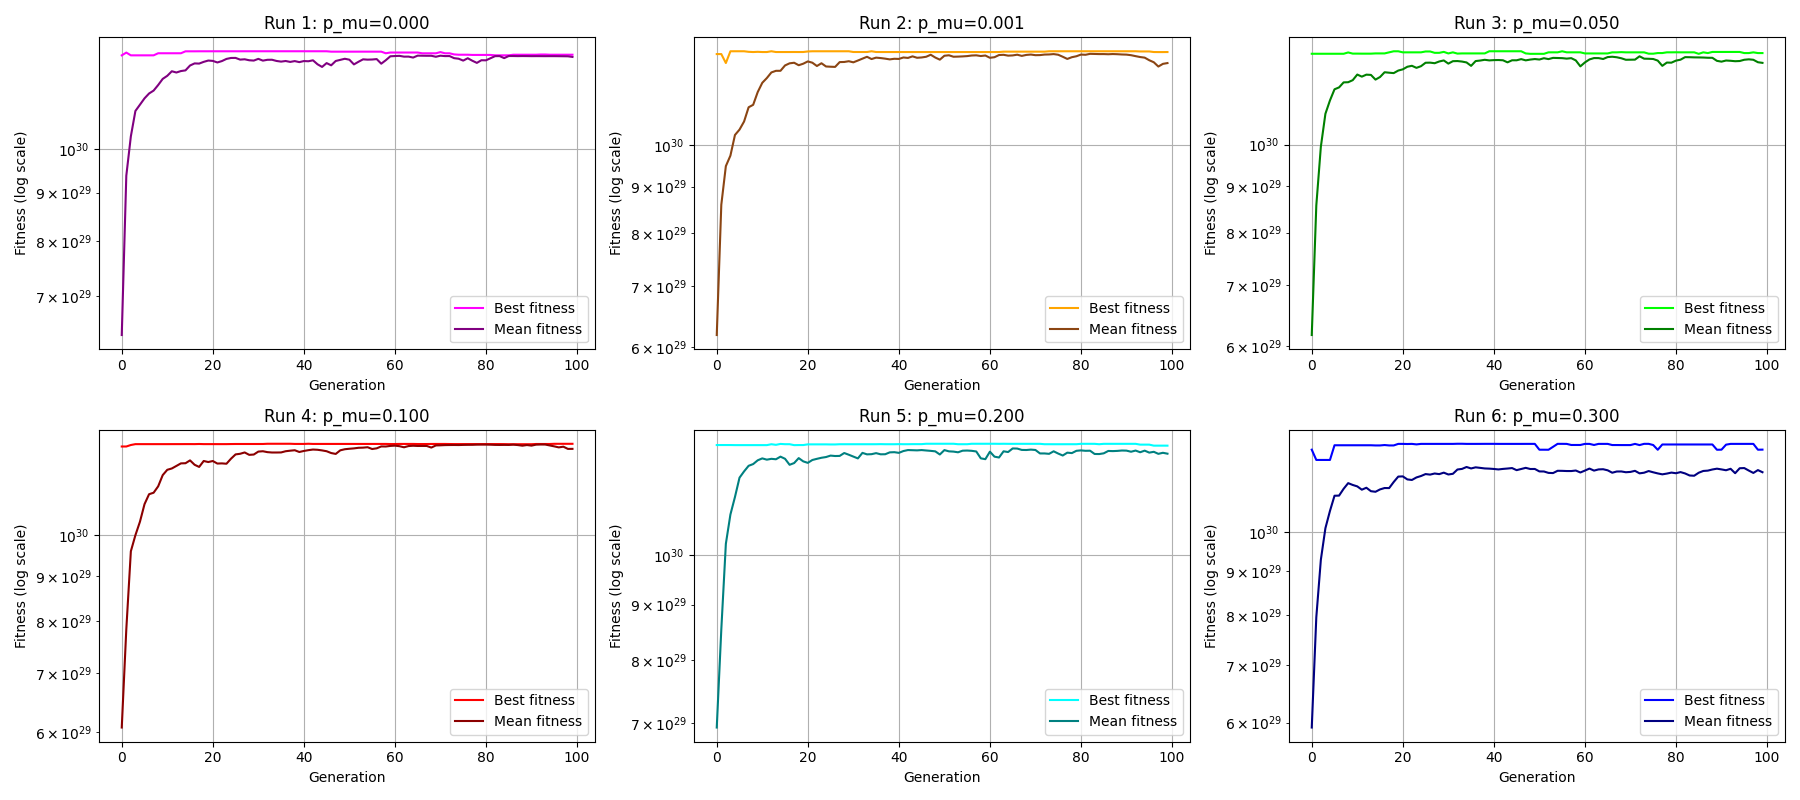 Run 1: p_mu=0.000
Fitness (log scale)
10^30
9 × 10^29
8 × 10^29
7 × 10^29
0 20 40 60 80 100
Generation
Best fitness
Mean fitness
Run 2: p_mu=0.001
Fitness (log scale)
10^30
9 × 10^29
8 × 10^29
7 × 10^29
6 × 10^29
0 20 40 60 80 100
Generation
Best fitness
Mean fitness
Run 3: p_mu=0.050
Fitness (log scale)
10^30
9 × 10^29
8 × 10^29
7 × 10^29
6 × 10^29
0 20 40 60 80 100
Generation
Best fitness
Mean fitness
Run 4: p_mu=0.100
Fitness (log scale)
10^30
9 × 10^29
8 × 10^29
7 × 10^29
6 × 10^29
0 20 40 60 80 100
Generation
Best fitness
Mean fitness
Run 5: p_mu=0.200
Fitness (log scale)
10^30
9 × 10^29
8 × 10^29
7 × 10^29
0 20 40 60 80 100
Generation
Best fitness
Mean fitness
Run 6: p_mu=0.300
Fitness (log scale)
10^30
9 × 10^29
8 × 10^29
7 × 10^29
6 × 10^29
0 20 40 60 80 100
Generation
Best fitness
Mean fitness